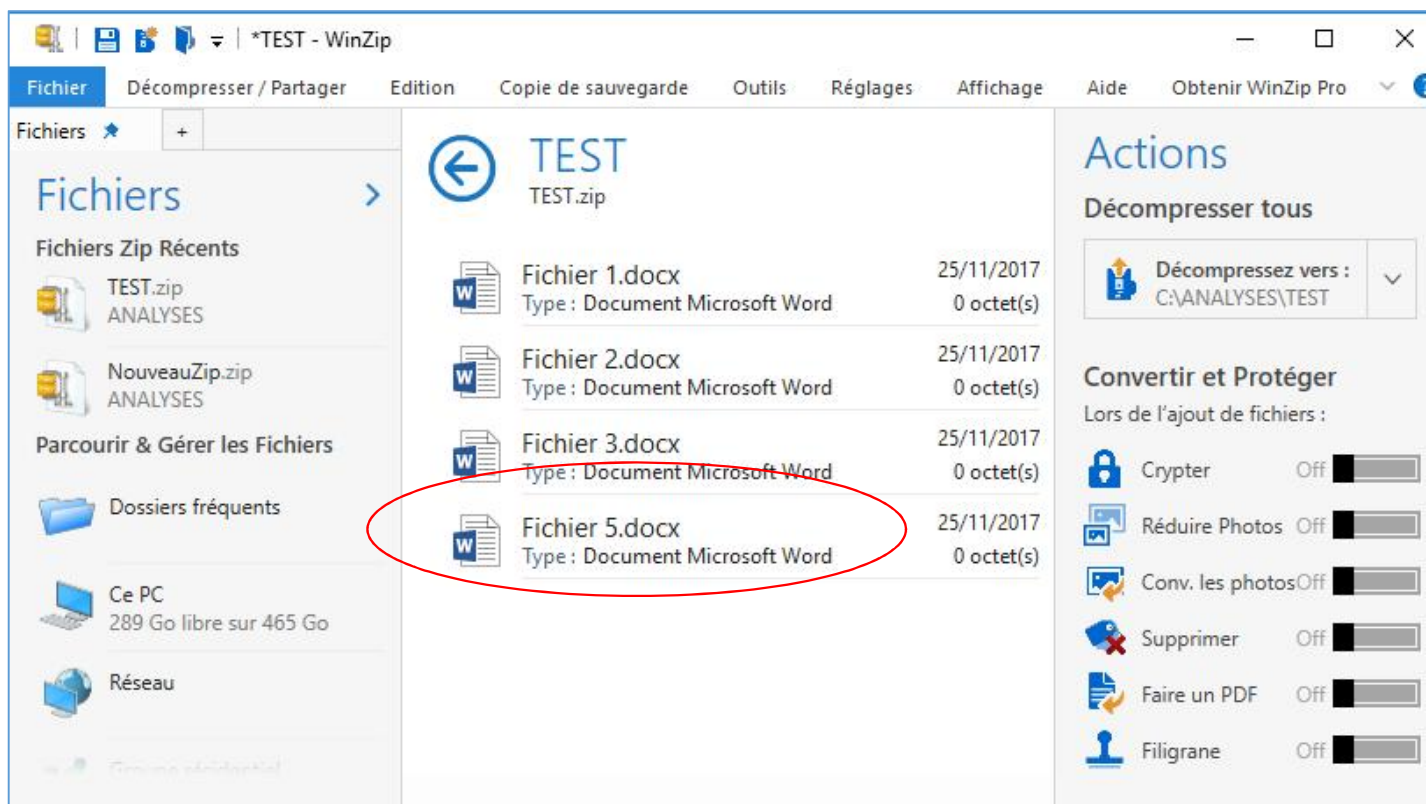 *TEST - WinZip
Fichier Décompresser / Partager Edition Copie de sauvegarde Outils Réglages Affichage Aide Obtenir WinZip Pro
Fichiers +
Fichiers
Fichiers Zip Récents
TEST.zip
ANALYSES
NouveauZip.zip
ANALYSES
Parcourir & Gérer les Fichiers
Dossiers fréquents
Ce PC
289 Go libre sur 465 Go
Réseau
Groupe résidentiel
TEST
TEST.zip
Fichier 1.docx 25/11/2017
Type : Document Microsoft Word 0 octet(s)
Fichier 2.docx 25/11/2017
Type : Document Microsoft Word 0 octet(s)
Fichier 3.docx 25/11/2017
Type : Document Microsoft Word 0 octet(s)
Fichier 5.docx 25/11/2017
Type : Document Microsoft Word 0 octet(s)
Actions
Décompresser tous
Décompressez vers :
C:\ANALYSES\TEST
Convertir et Protéger
Lors de l'ajout de fichiers :
Crypter Off
Réduire Photos Off
Conv. les photos Off
Supprimer Off
Faire un PDF Off
Filigrane Off